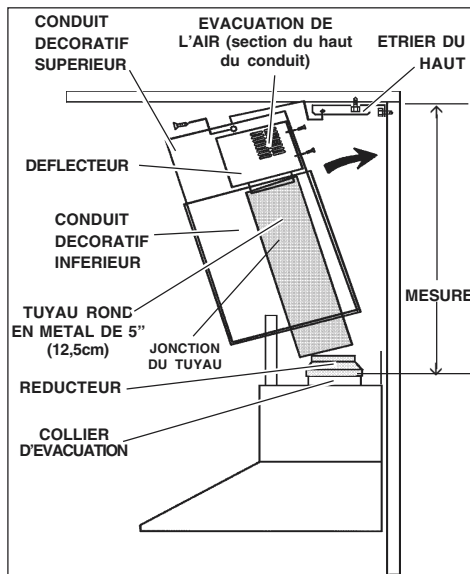 CONDUIT
DECORATIF
SUPERIEUR
EVACUATION DE
L'AIR (section du haut
du conduit)
ETRIER DU
HAUT
DEFLECTEUR
CONDUIT
DECORATIF
INFERIEUR
MESURE
TUYAU ROND
EN METAL DE 5”
(12,5cm)
JONCTION
DU TUYAU
REDUCTEUR
COLLIER
D'EVACUATION